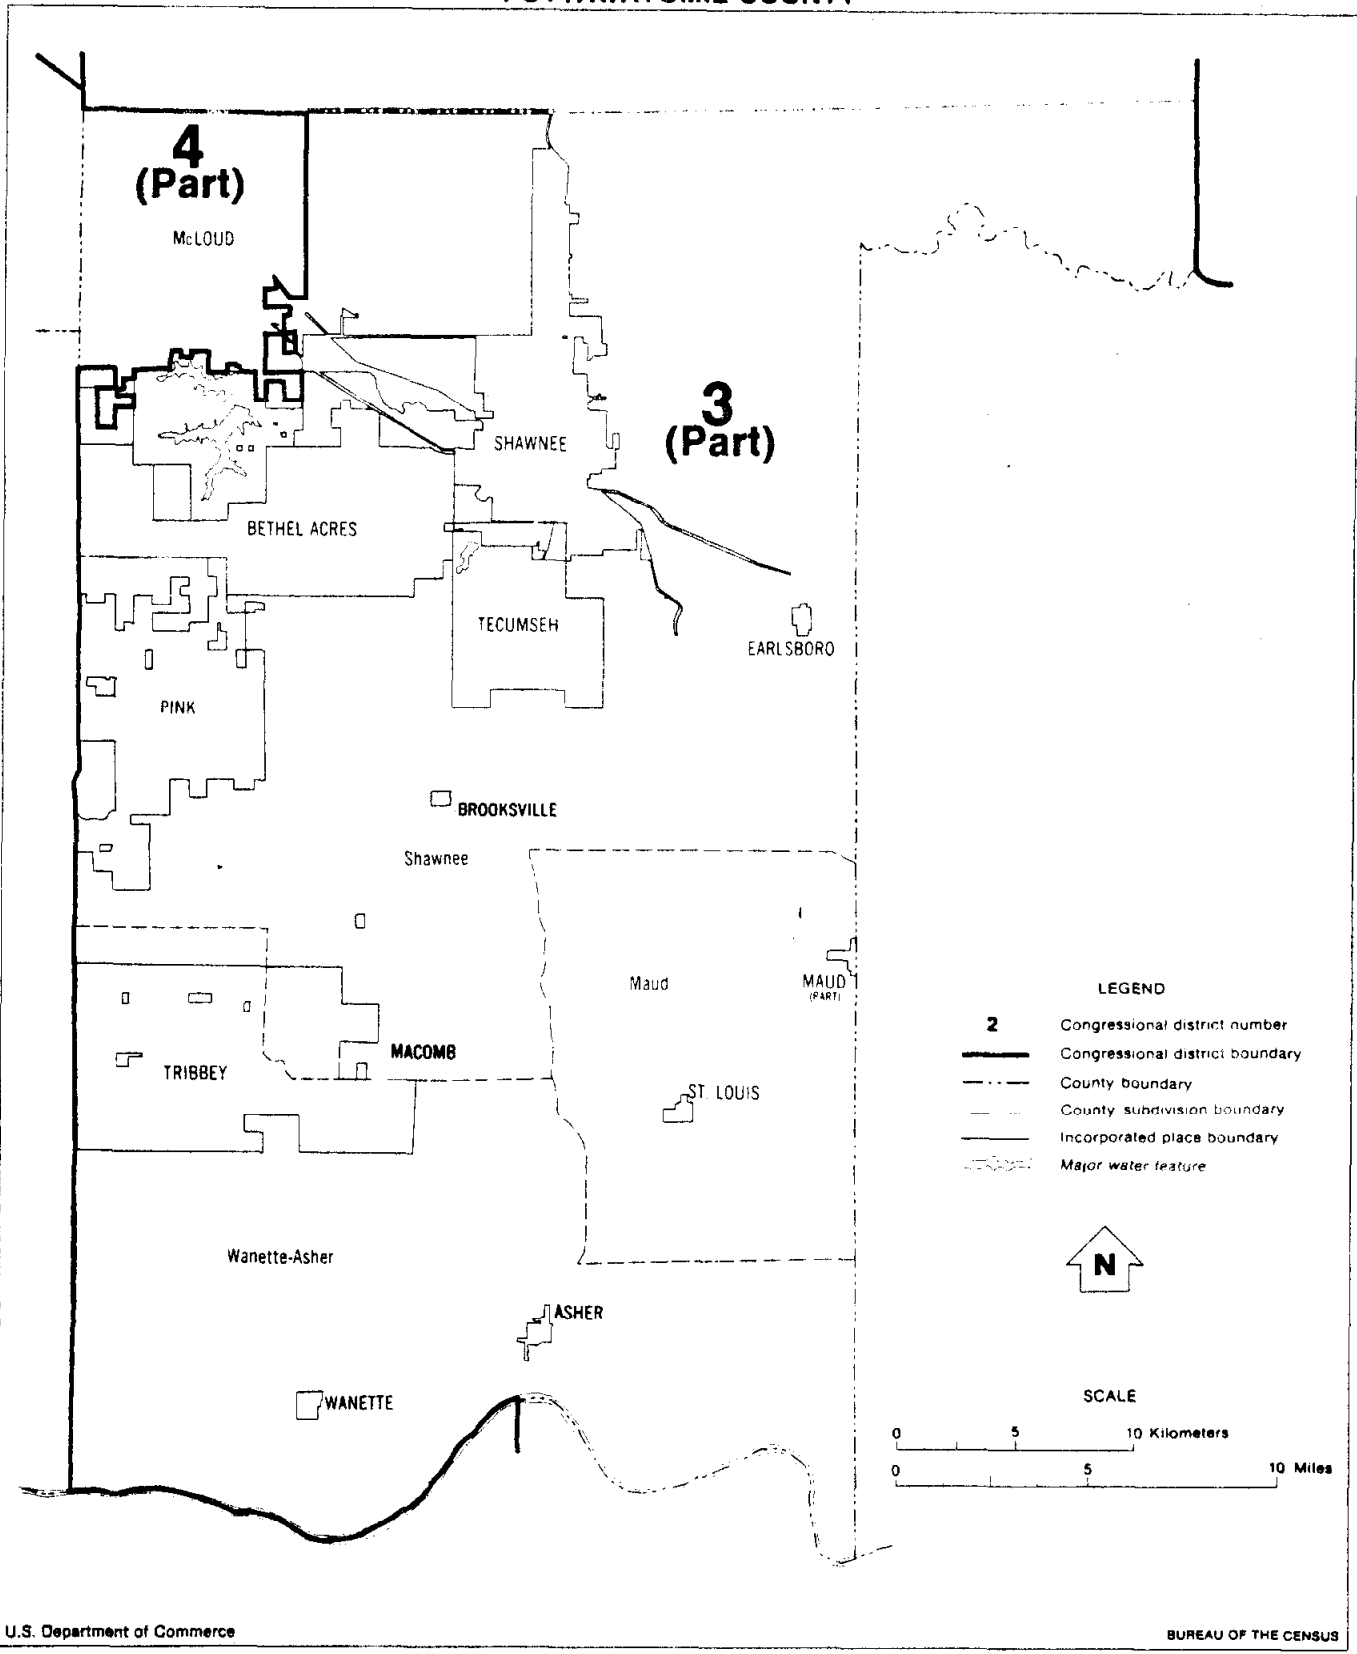 COUNTY
4
(Part)
McLOUD
3
(Part)
SHAWNEE
BETHEL ACRES
TECUMSEH
EARLSBORO
PINK
BROOKSVILLE
Shawnee
Maud
MAUD
(PART)
MACOMB
TRIBBEY
ST. LOUIS
Wanette-Asher
ASHER
WANETTE
LEGEND
2 Congressional district number
Congressional district boundary
County boundary
County subdivision boundary
Incorporated place boundary
Major water feature
N
SCALE
0 5 10 Kilometers
0 5 10 Miles
U.S. Department of Commerce
BUREAU OF THE CENSUS